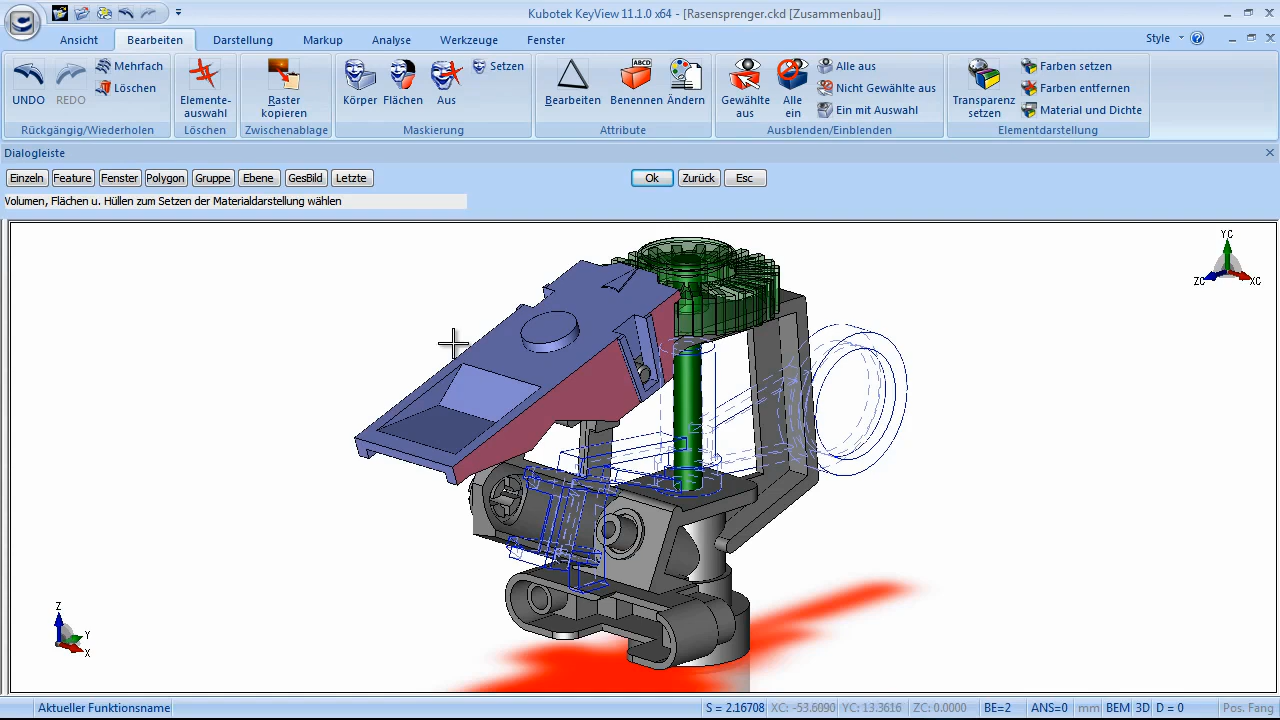 Kubotek KeyView 11.1.0 x64 - [Rasensprenger.ckd [Zusammenbau]]
Ansicht Bearbeiten Darstellung Markup Analyse Werkzeuge Fenster Style
UNDO REDO Mehrfach Löschen
Rückgängig/Wiederholen
Elemente-auswahl
Löschen
Raster kopieren
Zwischenablage
Körper Flächen Aus Setzen
Maskierung
ABCD
Bearbeiten Benennen Ändern
Attribute
Gewählte aus Alle ein Alle aus Nicht Gewählte aus Ein mit Auswahl
Ausblenden/Einblenden
Transparenz setzen Farben setzen Farben entfernen Material und Dichte
Elementdarstellung
Dialogleiste
Einzeln Feature Fenster Polygon Gruppe Ebene GesBild Letzte Ok Zurück Esc
Volumen, Flächen u. Hüllen zum Setzen der Materialdarstellung wählen
YC
ZC XC
Z
Y
X
Aktueller Funktionsname S = 2.16708 XC: -53.6090 YC: 13.3616 ZC: 0.0000 BE=2 ANS=0 mm BEM 3D D = 0 Pos. Fang